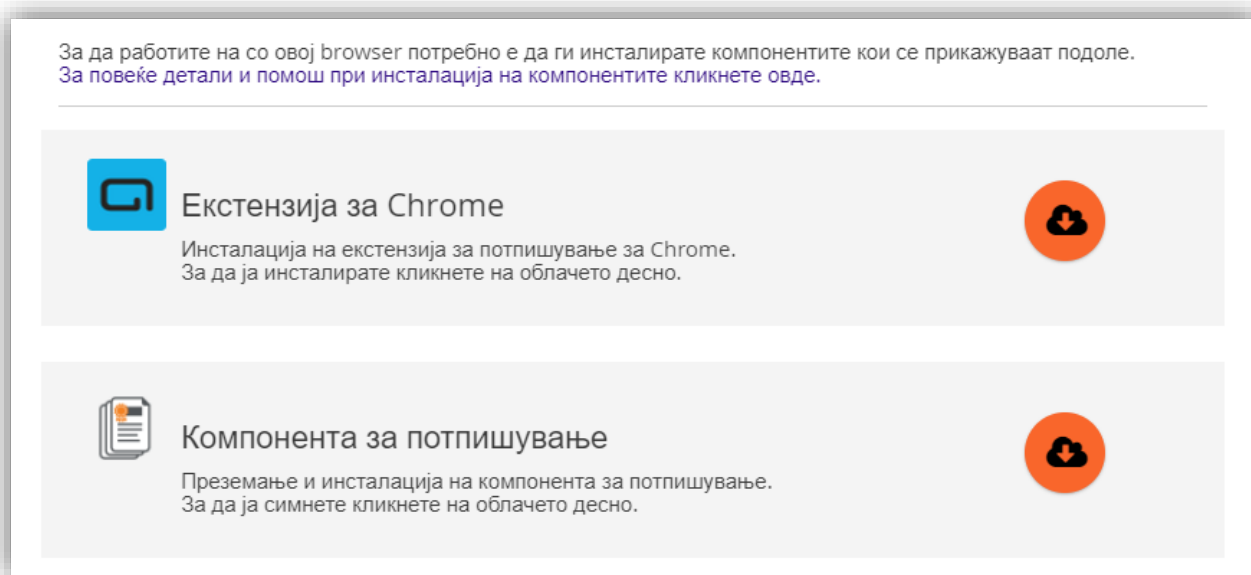 За да работите на со овој browser потребно е да ги инсталирате компонентите кои се прикажуваат подоле.
За повеќе детали и помош при инсталација на компонентите кликнете овде.
Екстензија за Chrome
Инсталација на екстензија за потпишување за Chrome.
За да ја инсталирате кликнете на облачето десно.
Компонента за потпишување
Преземање и инсталација на компонента за потпишување.
За да ја симнете кликнете на облачето десно.